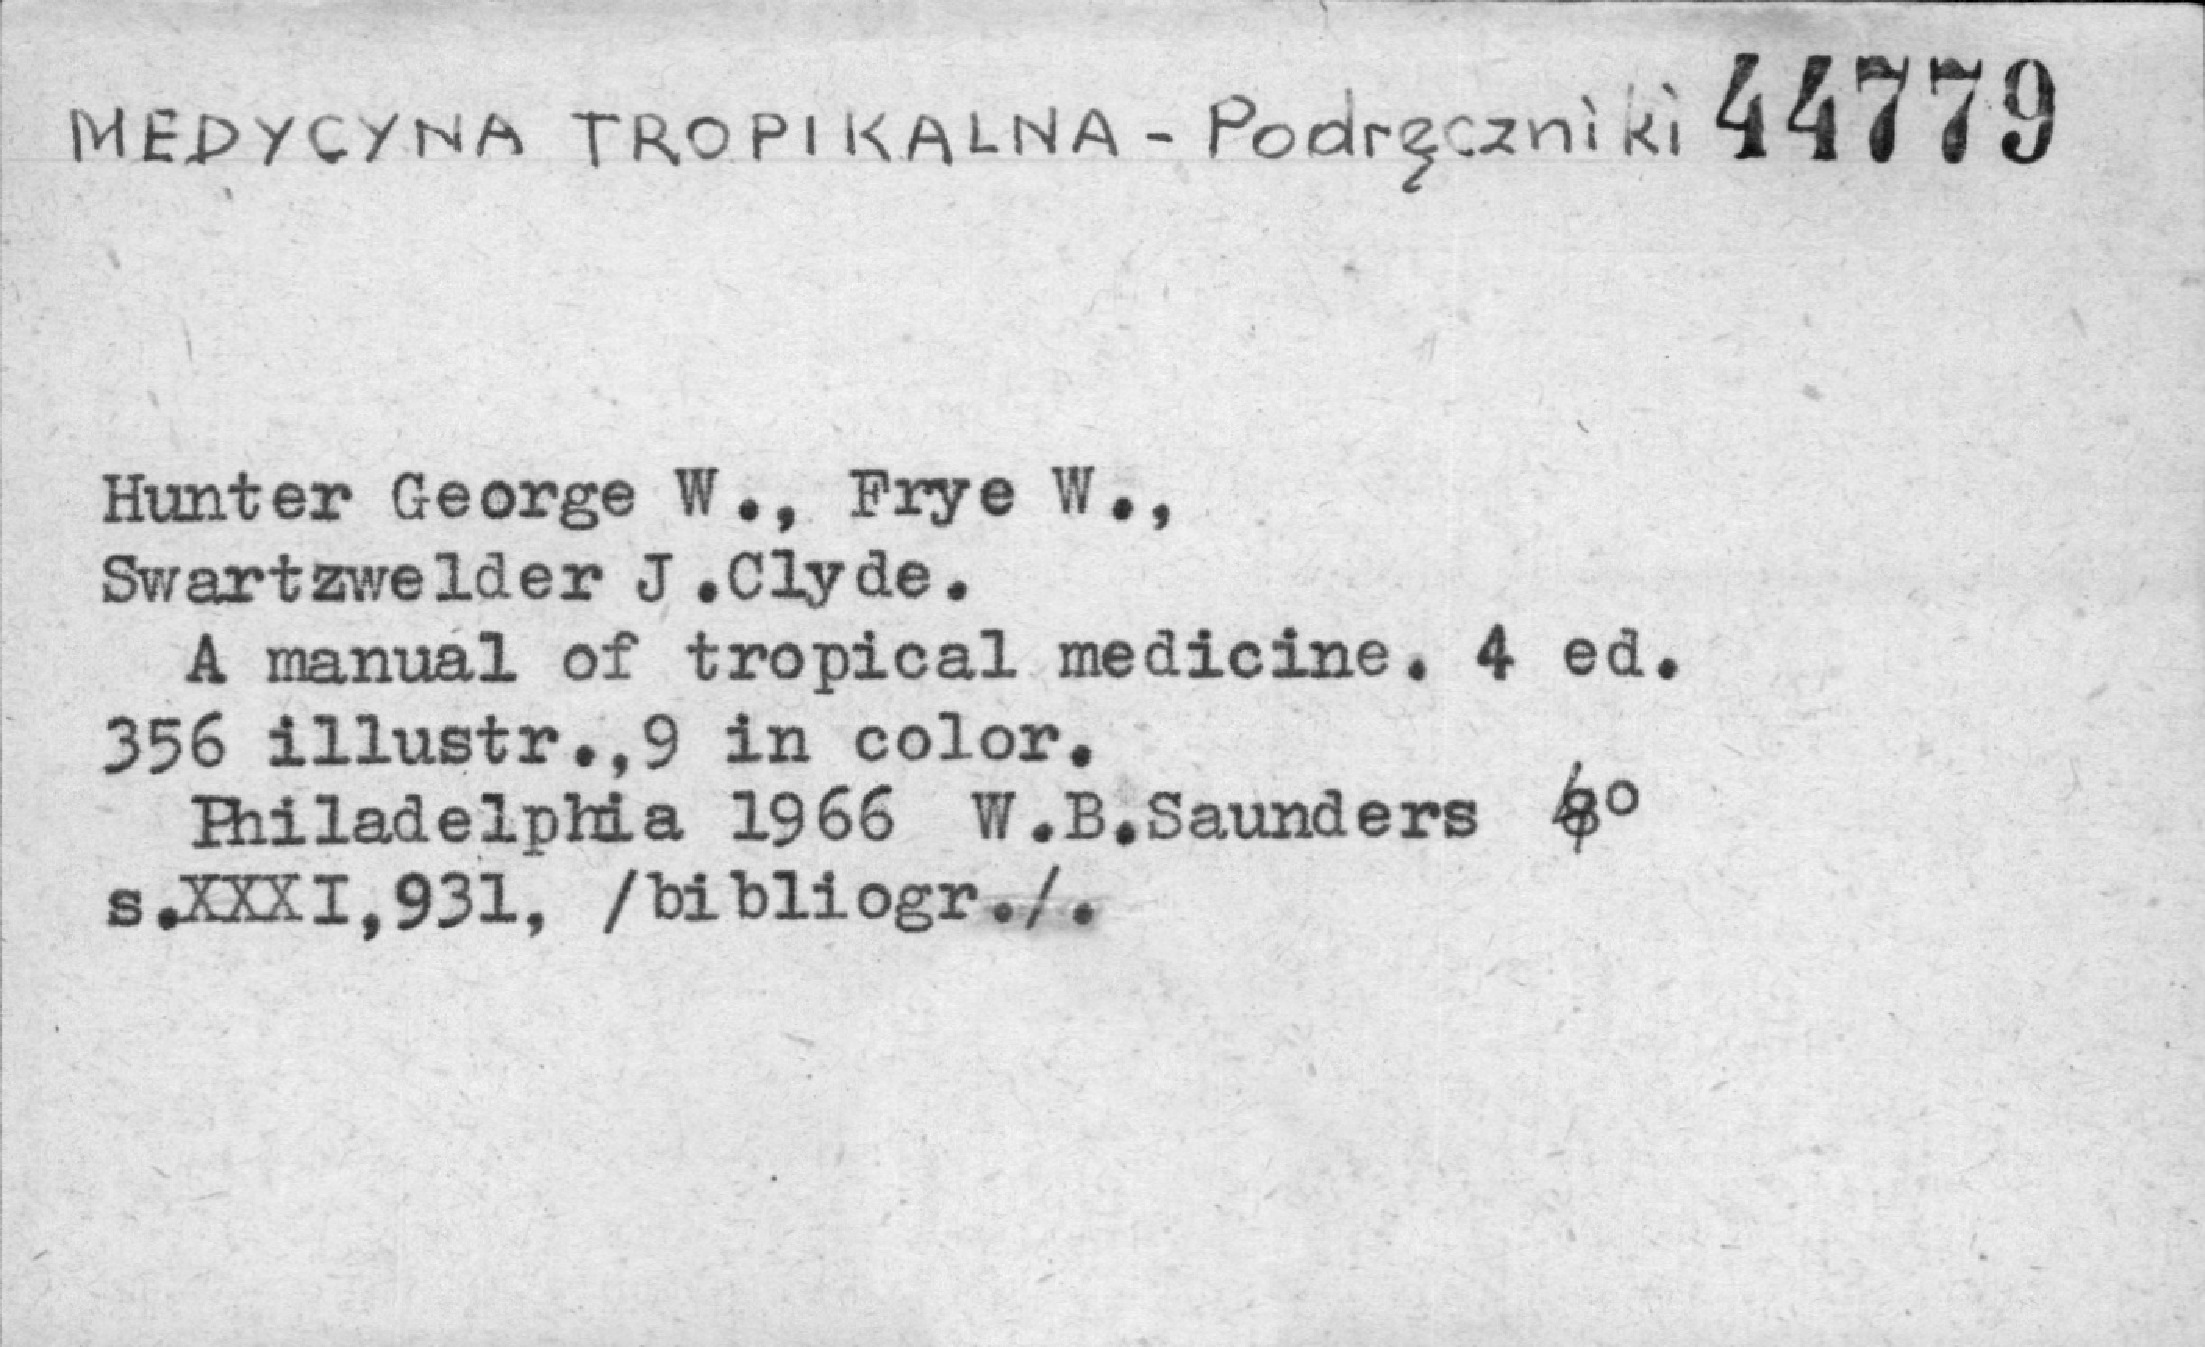 MEDYCYNA TROPIKALNA - Podręczniki 44779
Hunter George W., Frye W.,
Swartzwelder J.Clyde.
A manual of tropical medicine. 4 ed.
356 illustr.,9 in color.
Philadelphia 1966 W.B.Saunders 4°
s.XXXI,931, /bibliogr./.